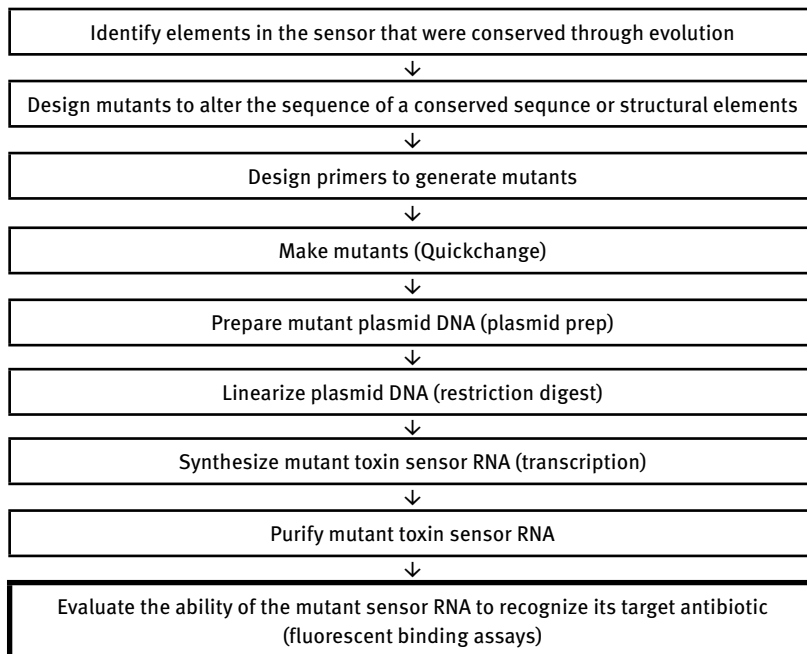 Identify elements in the sensor that were conserved through evolution
↓
Design mutants to alter the sequence of a conserved sequnce or structural elements
↓
Design primers to generate mutants
↓
Make mutants (Quickchange)
↓
Prepare mutant plasmid DNA (plasmid prep)
↓
Linearize plasmid DNA (restriction digest)
↓
Synthesize mutant toxin sensor RNA (transcription)
↓
Purify mutant toxin sensor RNA
↓
Evaluate the ability of the mutant sensor RNA to recognize its target antibiotic
(fluorescent binding assays)